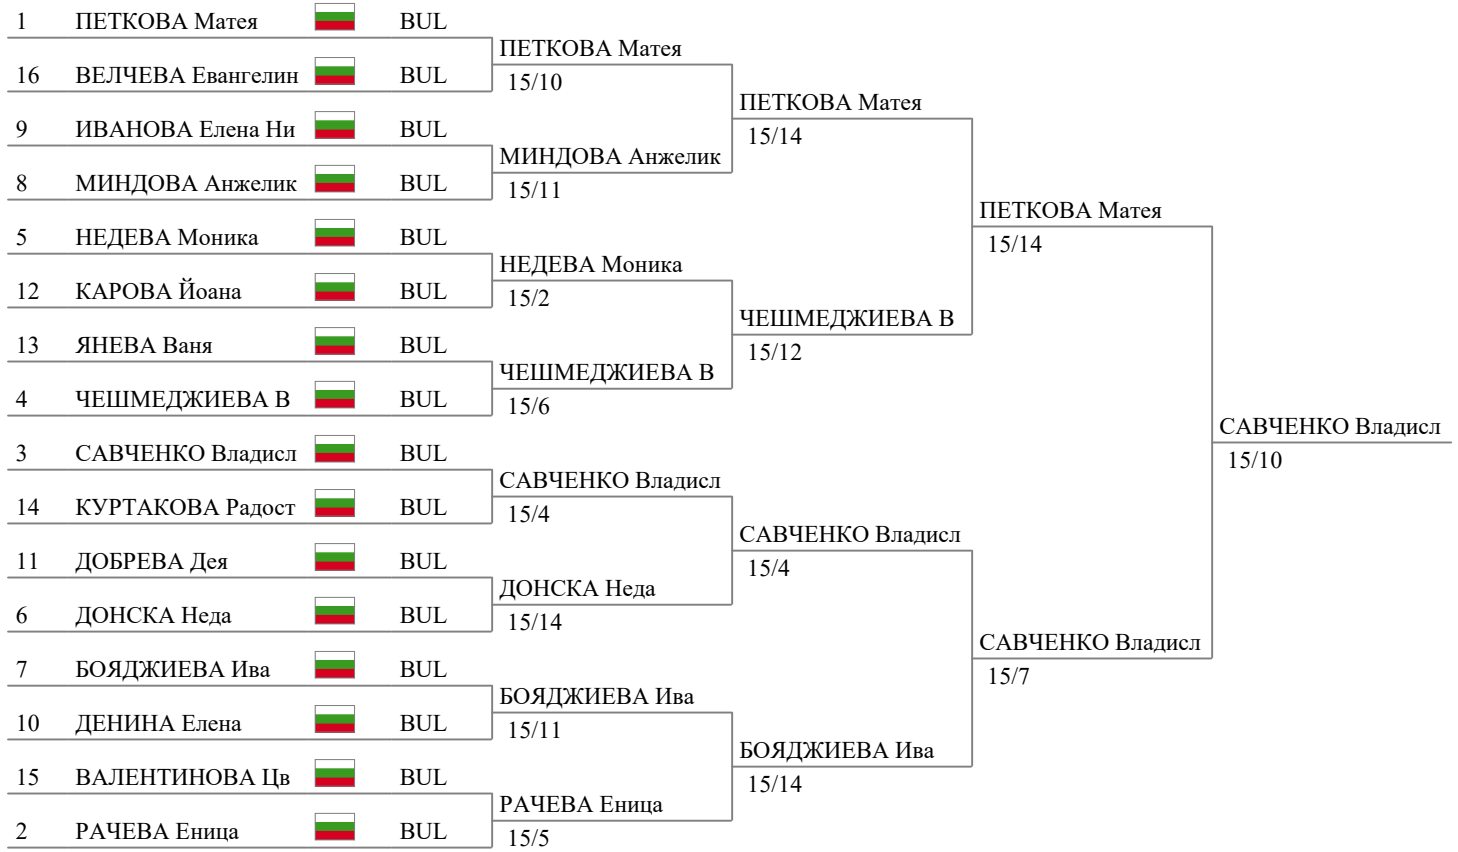 1 ПЕТКОВА Матея BUL
16 ВЕЛЧЕВА Евангелин BUL
9 ИВАНОВА Елена Ни BUL
8 МИНДОВА Анжелик BUL
5 НЕДЕВА Моника BUL
12 КАРОВА Йоана BUL
13 ЯНЕВА Ваня BUL
4 ЧЕШМЕДЖИЕВА В BUL
3 САВЧЕНКО Владисл BUL
14 КУРТАКОВА Радост BUL
11 ДОБРЕВА Дея BUL
6 ДОНСКА Неда BUL
7 БОЯДЖИЕВА Ива BUL
10 ДЕНИНА Елена BUL
15 ВАЛЕНТИНОВА Цв BUL
2 РАЧЕВА Еница BUL
ПЕТКОВА Матея
15/10
МИНДОВА Анжелик
15/11
НЕДЕВА Моника
15/2
ЧЕШМЕДЖИЕВА В
15/6
САВЧЕНКО Владисл
15/4
ДОНСКА Неда
15/14
БОЯДЖИЕВА Ива
15/11
РАЧЕВА Еница
15/5
ПЕТКОВА Матея
15/14
ЧЕШМЕДЖИЕВА В
15/12
САВЧЕНКО Владисл
15/4
БОЯДЖИЕВА Ива
15/14
ПЕТКОВА Матея
15/14
САВЧЕНКО Владисл
15/7
САВЧЕНКО Владисл
15/10